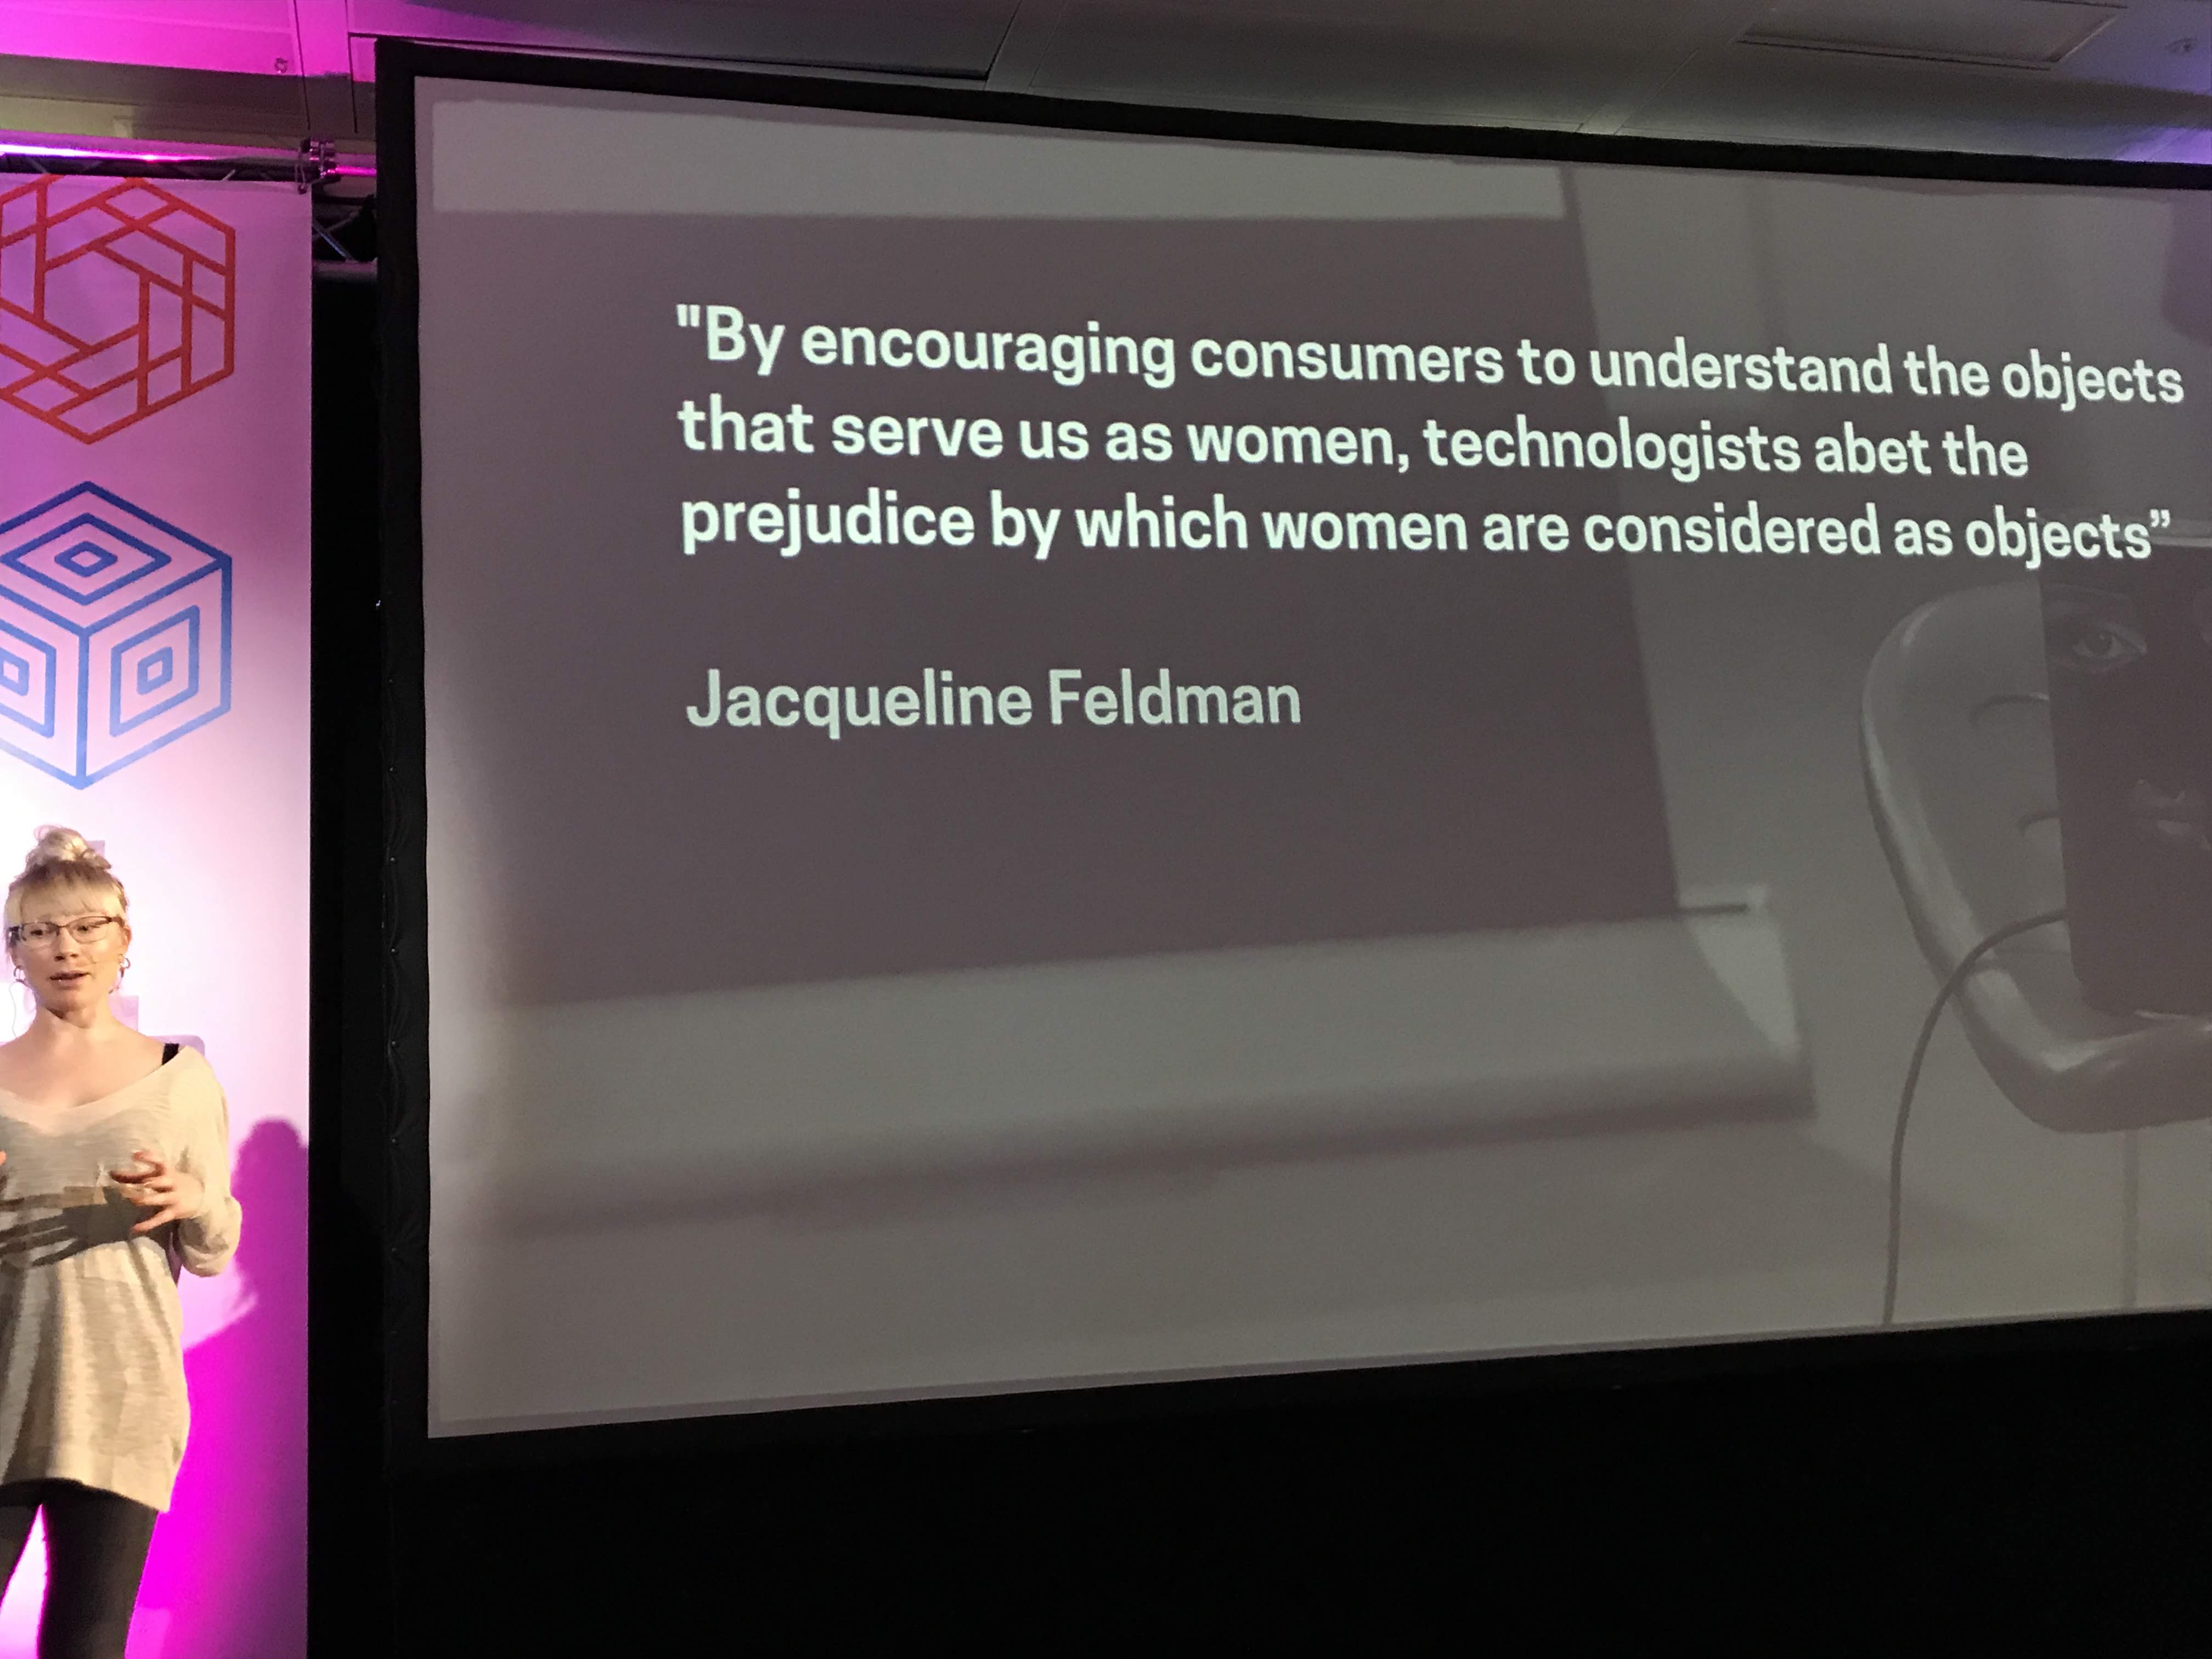 "By encouraging consumers to understand the objects
that serve us as women, technologists abet the
prejudice by which women are considered as objects”
Jacqueline Feldman